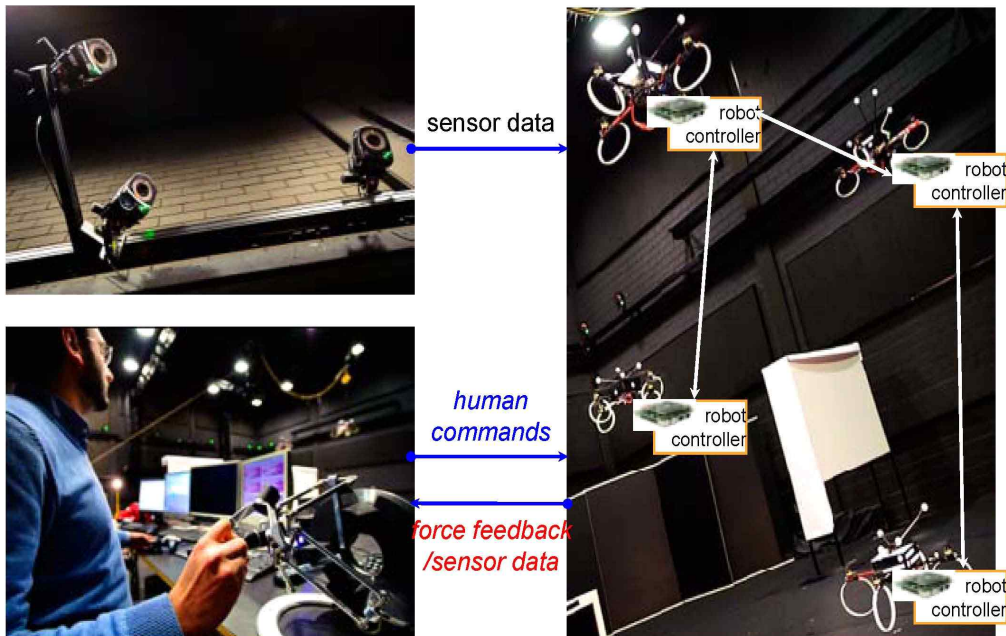 sensor data
robot
controller
robot
controller
human
commands
robot
controller
force feedback
/sensor data
robot
controller